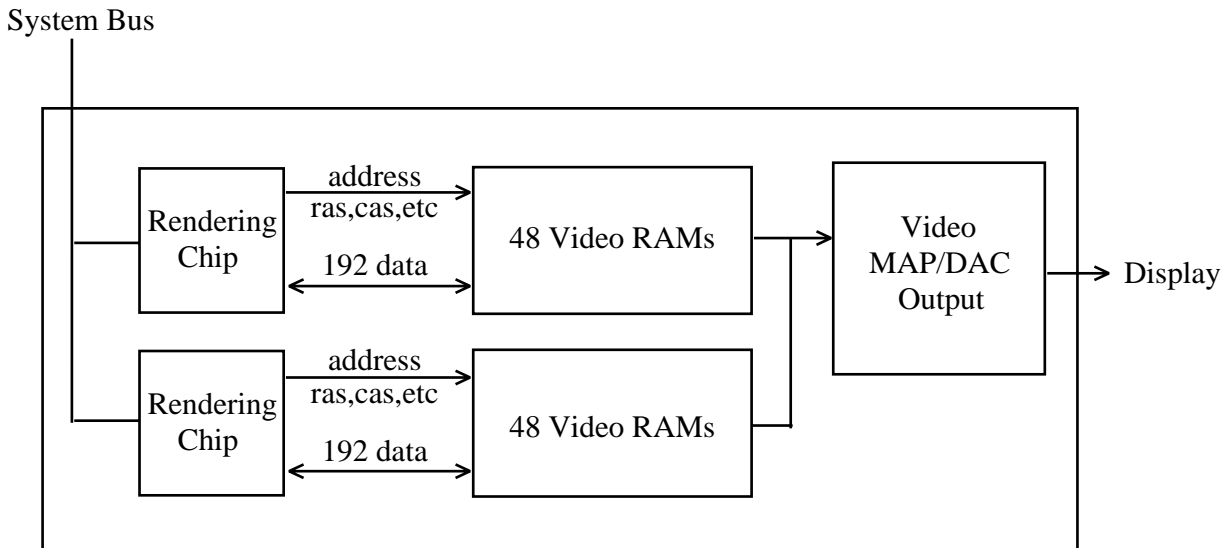 System Bus
Rendering
Chip
address
ras,cas,etc
192 data
48 Video RAMs
Video
MAP/DAC
Output
Display
Rendering
Chip
address
ras,cas,etc
192 data
48 Video RAMs